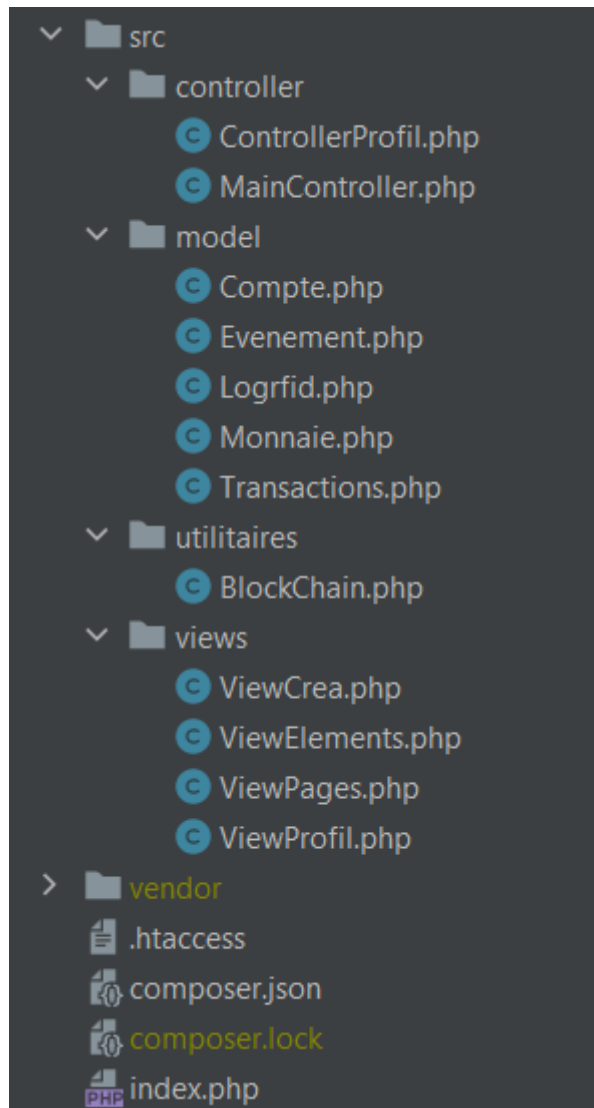 src
controller
C ControllerProfil.php
C MainController.php
model
C Compte.php
C Evenement.php
C Logrfid.php
C Monnaie.php
C Transactions.php
utilitaires
C BlockChain.php
views
C ViewCrea.php
C ViewElements.php
C ViewPages.php
C ViewProfil.php
vendor
.htaccess
composer.json
composer.lock
PHP index.php